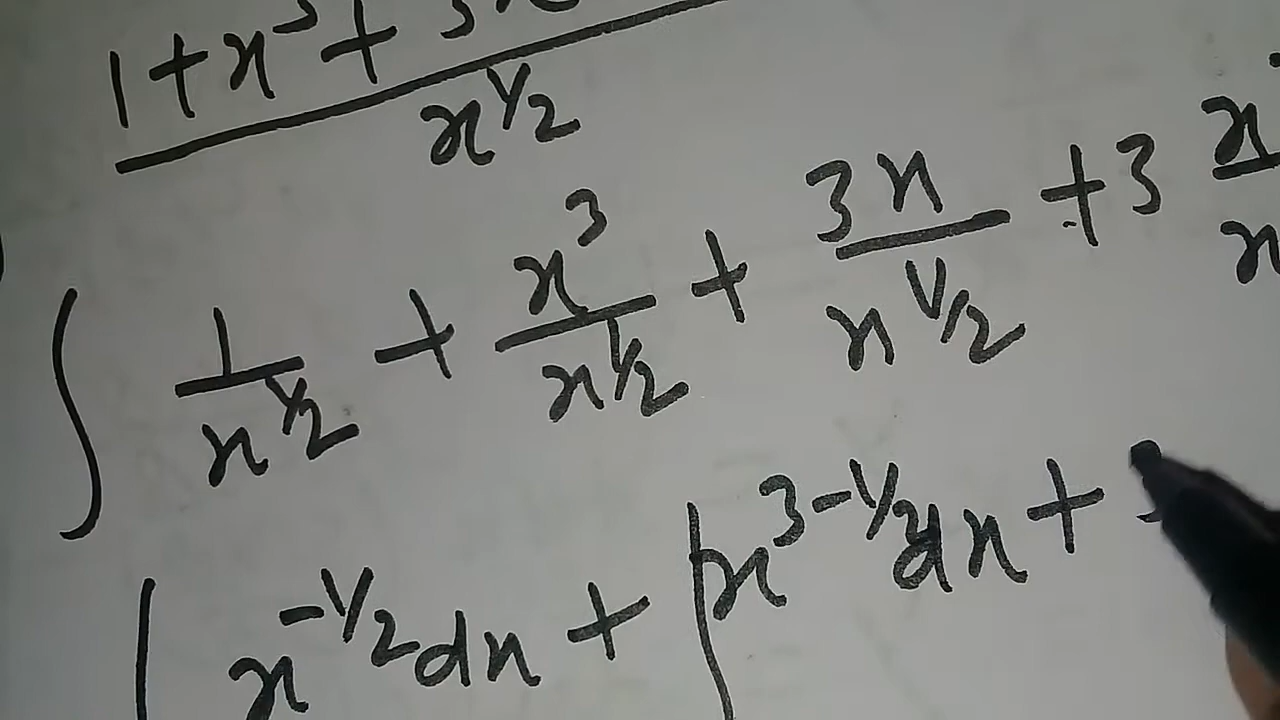 1 + x³ +
x^1/2
∫ 1/x^1/2 + x³/x^1/2 + 3x/x^1/2 + 3 x
∫ x^-1/2 dx + ∫ x^3-1/2 dx +